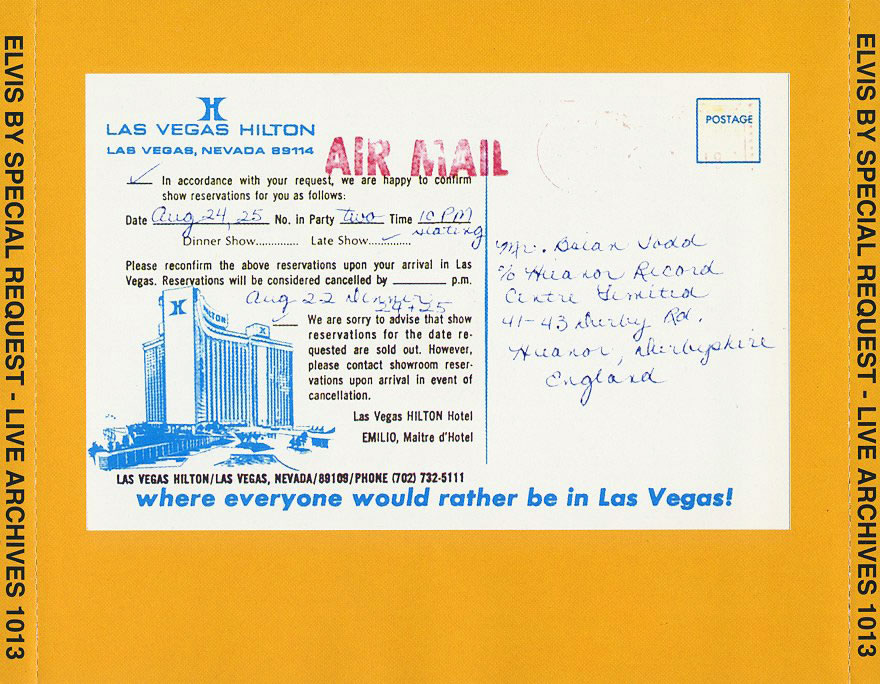 ELVIS BY SPECIAL REQUEST - LIVE ARCHIVES 1013
H
LAS VEGAS HILTON
LAS VEGAS, NEVADA 89114
AIR MAIL
POSTAGE
✓ In accordance with your request, we are happy to confirm
show reservations for you as follows:
Date Aug 24, 25 No. in Party two Time 10 PM
seating
Dinner Show............. Late Show....✓.........
Please reconfirm the above reservations upon your arrival in Las
Vegas. Reservations will be considered cancelled by ________ p.m.
Aug 22 Dinner
24 + 25
We are sorry to advise that show
reservations for the date re-
quested are sold out. However,
please contact showroom reser-
vations upon arrival in event of
cancellation.
Las Vegas HILTON Hotel
EMILIO, Maitre d'Hotel
H HILTON
LAS VEGAS HILTON/LAS VEGAS, NEVADA/89109/PHONE (702) 732-5111
where everyone would rather be in Las Vegas!
Mr. Brian Todd
c/o Heanor Record
Centre Limited
41-43 Derby Rd.
Heanor, Derbyshire
England
ELVIS BY SPECIAL REQUEST - LIVE ARCHIVES 1013